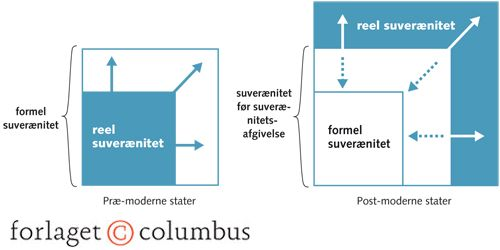 formel
suverænitet
reel
suverænitet
Præ-moderne stater
reel suverænitet
suverænitet
før suveræ-
nitets-
afgivelse
formel
suverænitet
Post-moderne stater
forlaget © columbus